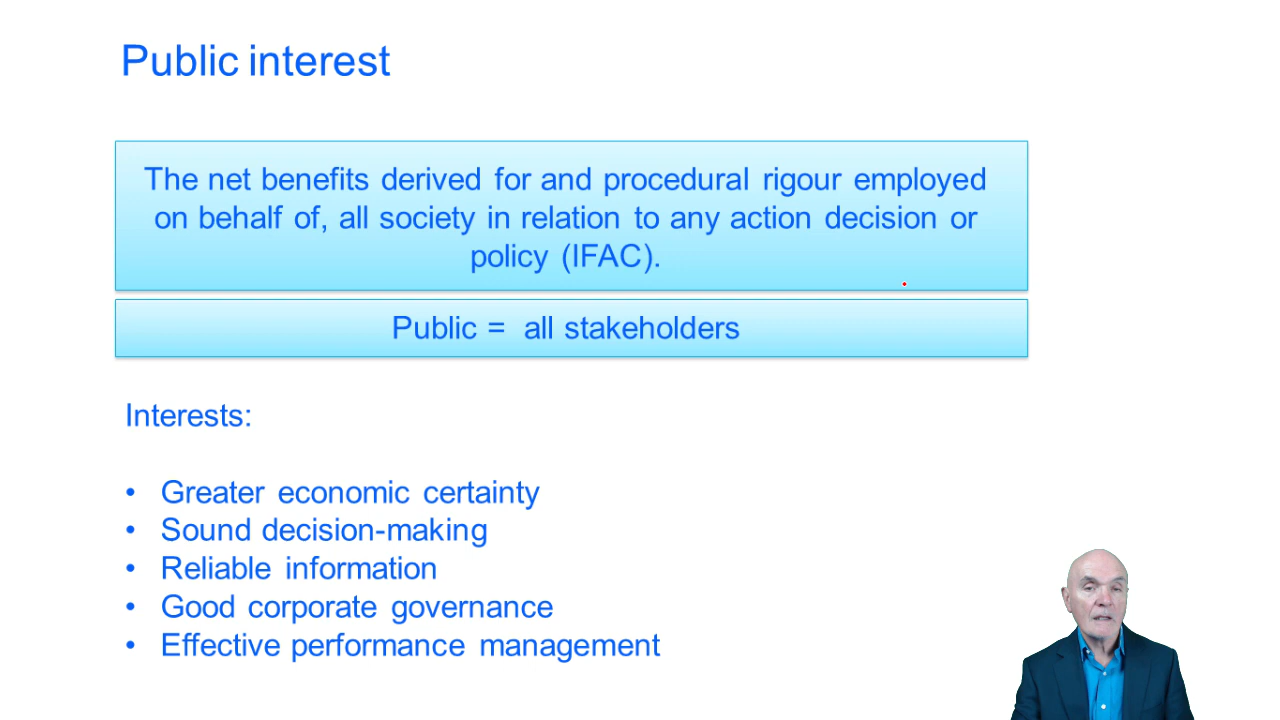 Public interest
The net benefits derived for and procedural rigour employed
on behalf of, all society in relation to any action decision or
policy (IFAC).
Public = all stakeholders
Interests:
• Greater economic certainty
• Sound decision-making
• Reliable information
• Good corporate governance
• Effective performance management